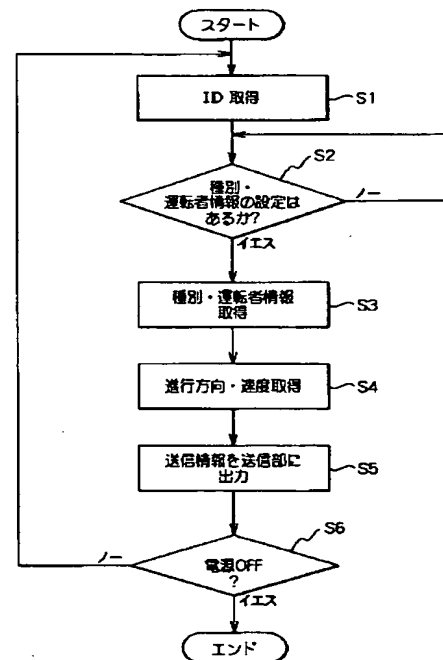 スタート
ID 取得
S1
S2
種別・
運転者情報の設定は
あるか?
ノー
イエス
種別・運転者情報
取得
S3
進行方向・速度取得
S4
送信情報を送信部に
出力
S5
S6
ノー
電源OFF
?
イエス
エンド